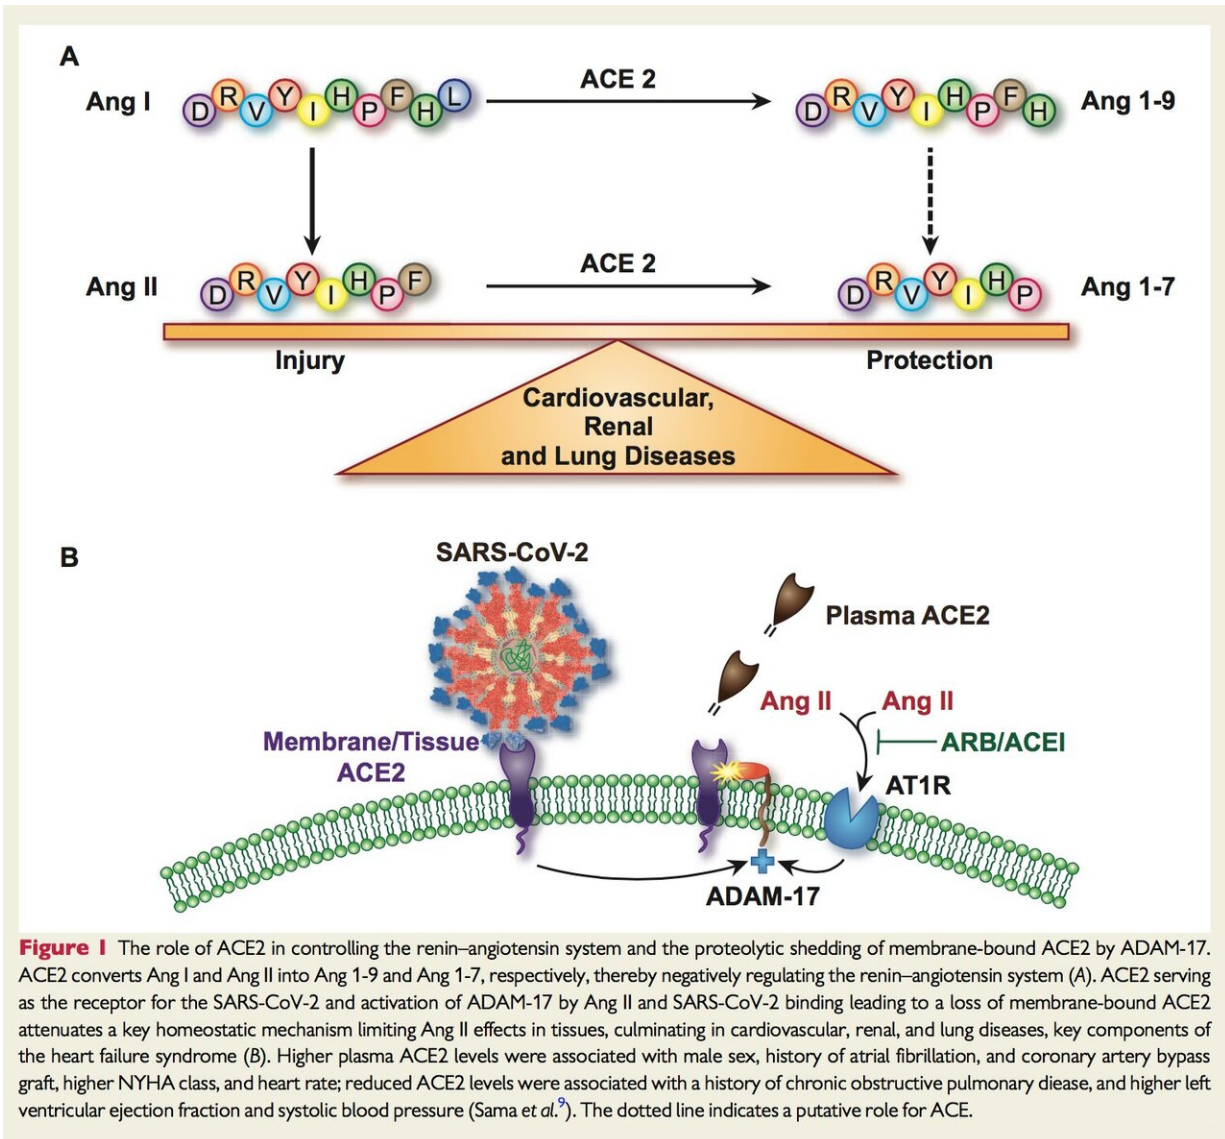 A
Ang I
D R V Y I H P F H L
ACE 2
D R V Y I H P F H
Ang 1-9
Ang II
D R V Y I H P F
ACE 2
D R V Y I H P
Ang 1-7
Injury
Protection
Cardiovascular,
Renal
and Lung Diseases
B
SARS-CoV-2
Plasma ACE2
Ang II
Ang II
Membrane/Tissue
ACE2
ARB/ACEI
AT1R
ADAM-17
Figure 1 The role of ACE2 in controlling the renin–angiotensin system and the proteolytic shedding of membrane-bound ACE2 by ADAM-17.
ACE2 converts Ang I and Ang II into Ang 1-9 and Ang 1-7, respectively, thereby negatively regulating the renin–angiotensin system (A). ACE2 serving
as the receptor for the SARS-CoV-2 and activation of ADAM-17 by Ang II and SARS-CoV-2 binding leading to a loss of membrane-bound ACE2
attenuates a key homeostatic mechanism limiting Ang II effects in tissues, culminating in cardiovascular, renal, and lung diseases, key components of
the heart failure syndrome (B). Higher plasma ACE2 levels were associated with male sex, history of atrial fibrillation, and coronary artery bypass
graft, higher NYHA class, and heart rate; reduced ACE2 levels were associated with a history of chronic obstructive pulmonary disease, and higher left
ventricular ejection fraction and systolic blood pressure (Sama et al.9). The dotted line indicates a putative role for ACE.